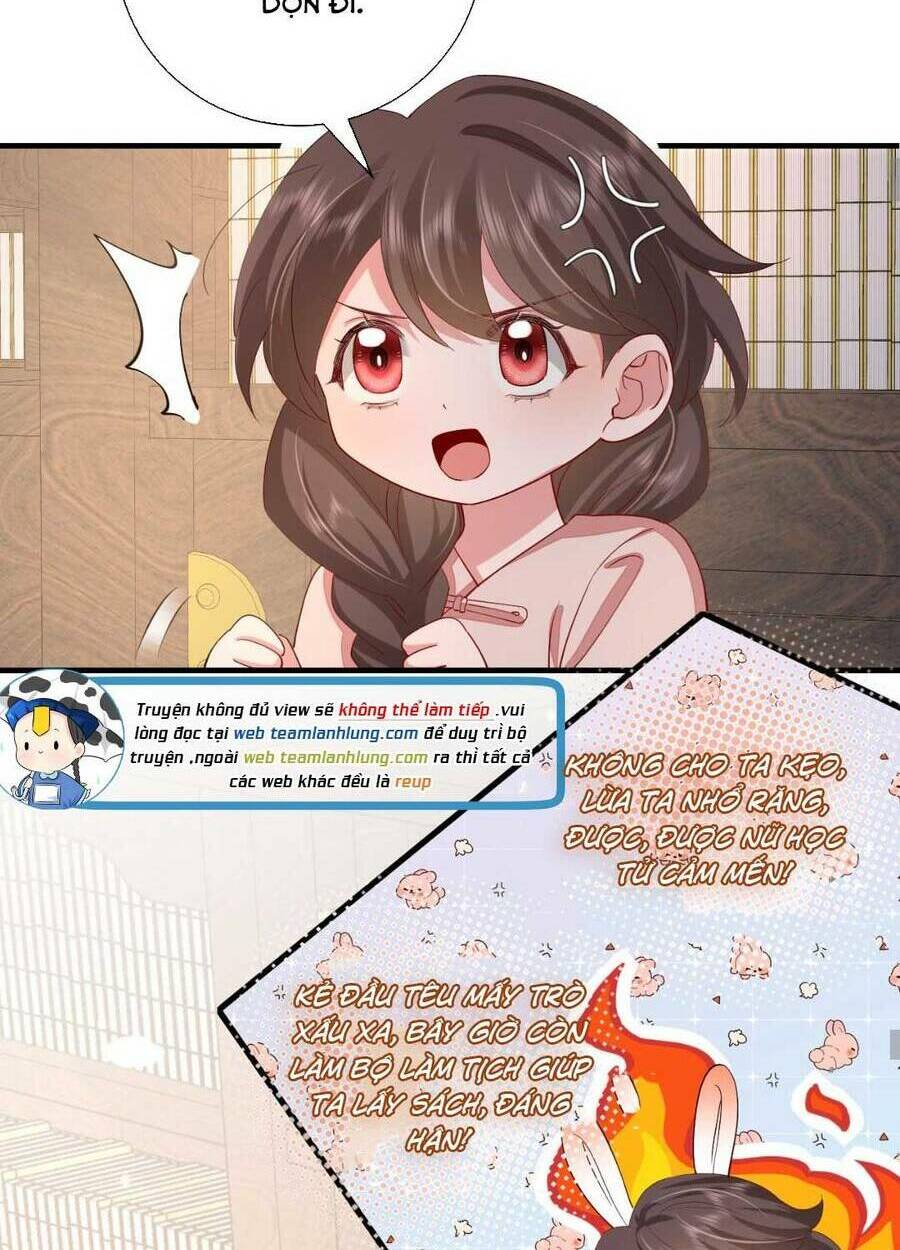 DỌN ĐI.
Truyện không đủ view sẽ không thể làm tiếp .vui
lòng đọc tại web teamlanhlung.com để duy trì bộ
truyện ,ngoài web teamlanhlung.com ra thì tất cả
các web khác đều là reup
KHÔNG CHO TA KẸO,
LỪA TA NHỔ RĂNG,
ĐƯỢC, ĐƯỢC NỮ HỌC
TỬ CẢM MẾN!
KẺ ĐẦU TÊU MẤY TRÒ
XẤU XA, BÂY GIỜ CÒN
LÀM BỘ LÀM TỊCH GIÚP
TA LẤY SÁCH, ĐÁNG
HẬN!